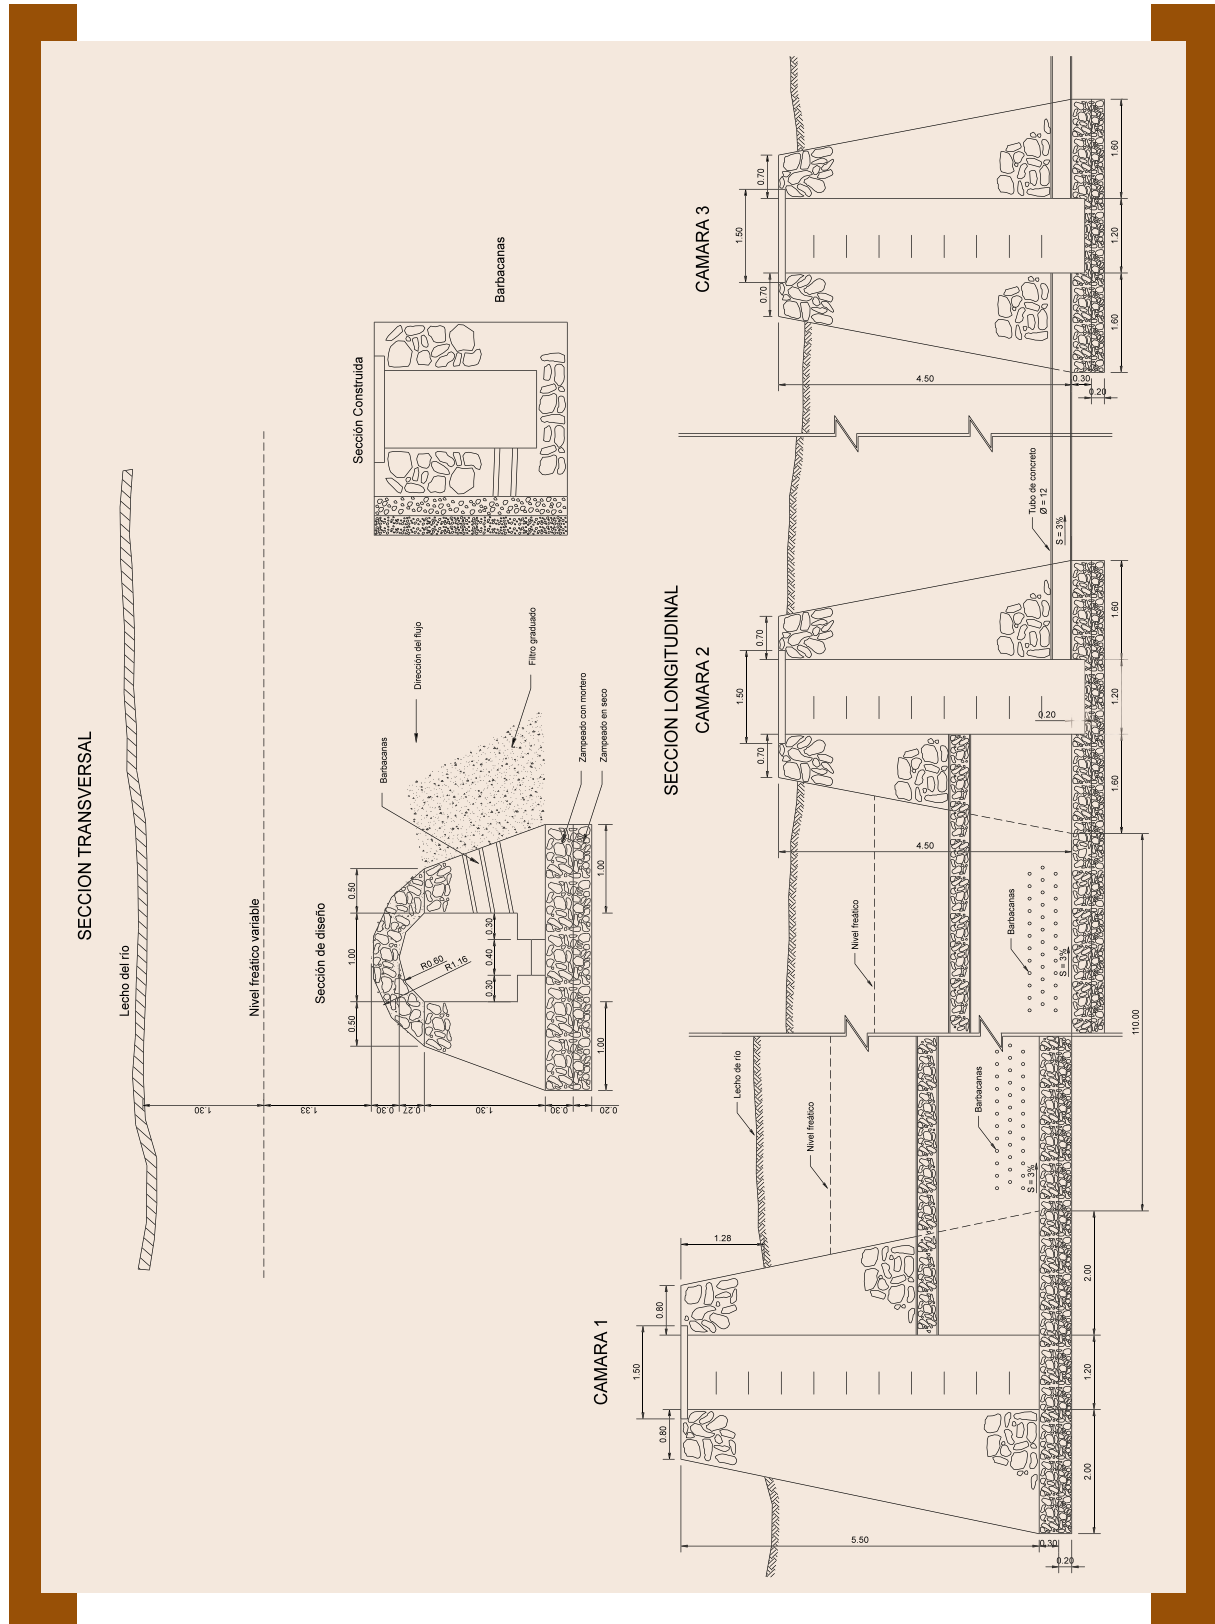 SECCION TRANSVERSAL
Lecho del río
Nivel freático variable
Sección de diseño
1.30
1.33
0.30
0.22
1.30
0.30
0.20
0.50
1.00
0.50
R0.60
R1.16
0.30
0.40
0.30
1.00
1.00
Barbacanas
Dirección del flujo
Filtro graduado
Zampeado con mortero
Zampeado en seco
Sección Construida
Barbacanas
SECCION LONGITUDINAL
CAMARA 1
0.80
1.50
0.80
1.28
5.50
0.30
0.20
2.00
1.20
2.00
Lecho de río
Nivel freático
Barbacanas
S = 3%
110.00
Nivel freático
Barbacanas
S = 3%
CAMARA 2
0.70
1.50
0.70
4.50
0.20
1.60
1.20
1.60
Tubo de concreto
Ø = 12
S = 3%
CAMARA 3
0.70
1.50
0.70
4.50
0.30
0.20
1.60
1.20
1.60